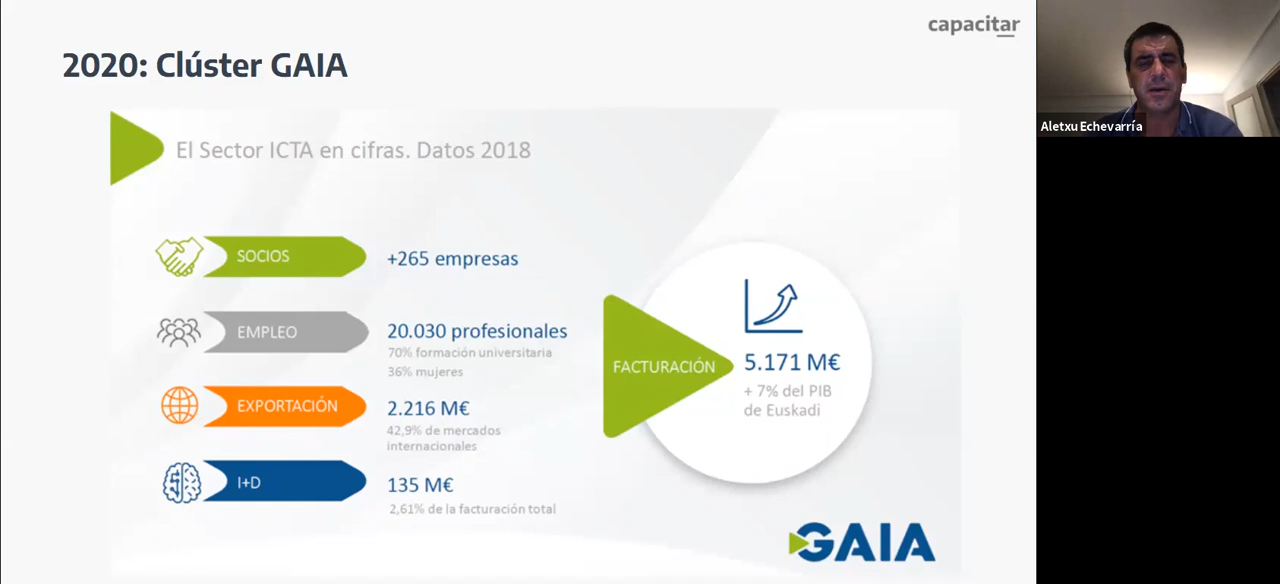 capacitar
2020: Clúster GAIA
El Sector ICTA en cifras. Datos 2018
SOCIOS
+265 empresas
EMPLEO
20.030 profesionales
70% formación universitaria
36% mujeres
EXPORTACIÓN
2.216 M€
42,9% de mercados
internacionales
I+D
135 M€
2,61% de la facturación total
FACTURACIÓN
5.171 M€
+ 7% del PIB
de Euskadi
GAIA
Aletxu Echevarría